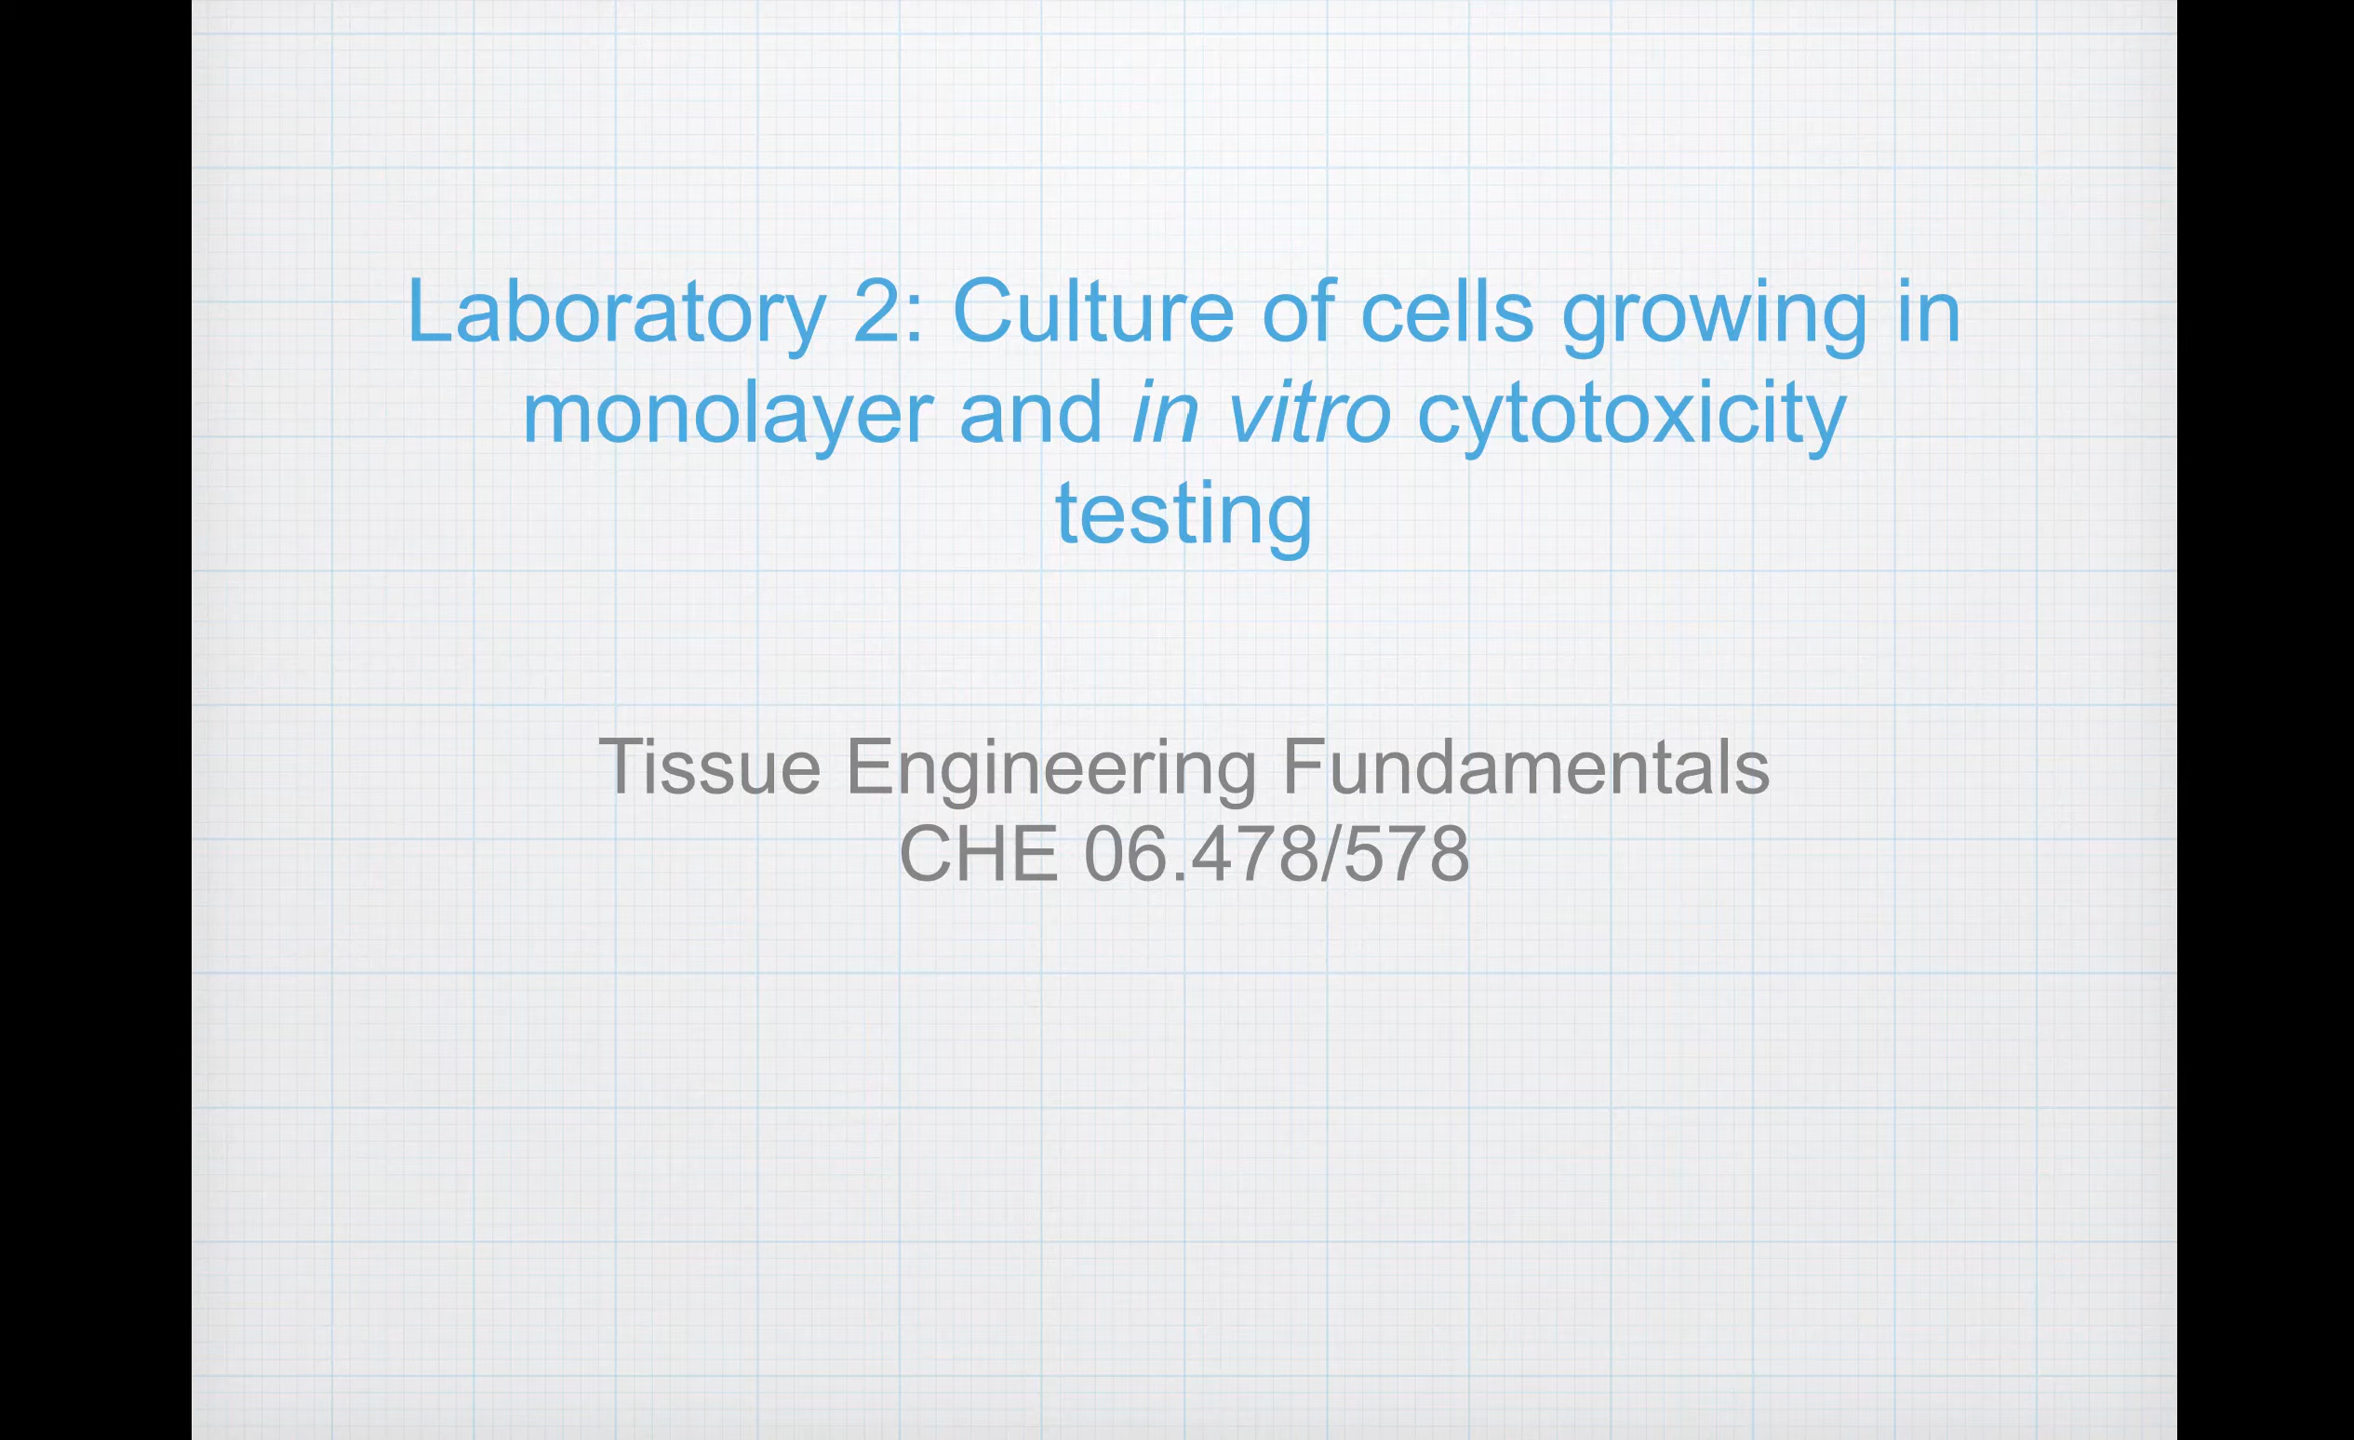 Laboratory 2: Culture of cells growing in
monolayer and in vitro cytotoxicity
testing
Tissue Engineering Fundamentals
CHE 06.478/578